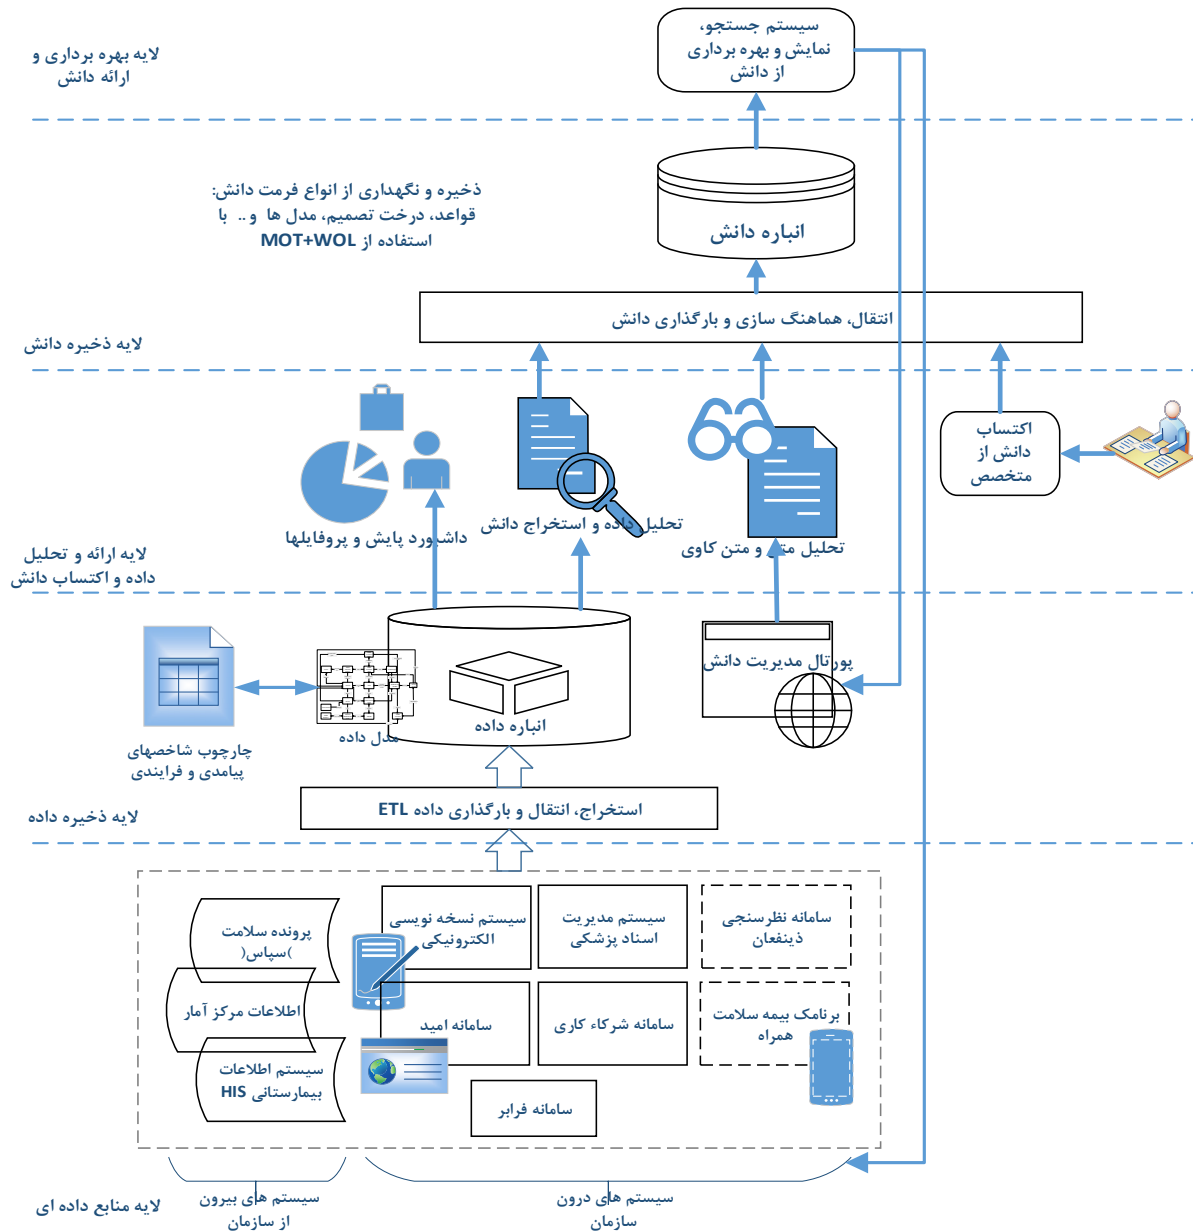 سیستم جستجو،
نمایش و بهره برداری
از دانش
لایه بهره برداری و
ارائه دانش
ذخیره و نگهداری از انواع فرمت دانش:
قواعد، درخت تصمیم، مدل ها و .. با
استفاده از MOT+WOL
انباره دانش
انتقال، هماهنگ سازی و بارگذاری دانش
لایه ذخیره دانش
اکتساب
دانش از
متخصص
تحلیل داده و استخراج دانش
داشبورد پایش و پروفایلها
تحلیل متن و متن کاوی
لایه ارائه و تحلیل
داده و اکتساب دانش
پورتال مدیریت دانش
انباره داده
مدل داده
چارچوب شاخصهای
پیامدی و فرایندی
استخراج، انتقال و بارگذاری داده ETL
لایه ذخیره داده
سامانه نظرسنجی
ذینفعان
سیستم مدیریت
اسناد پزشکی
سیستم نسخه نویسی
الکترونیکی
پرونده سلامت
)سپاس(
برنامک بیمه سلامت
همراه
سامانه شرکاء کاری
سامانه امید
اطلاعات مرکز آمار
سیستم اطلاعات
بیمارستانی HIS
سامانه فرابر
سیستم های درون
سازمان
سیستم های بیرون
از سازمان
لایه منابع داده ای